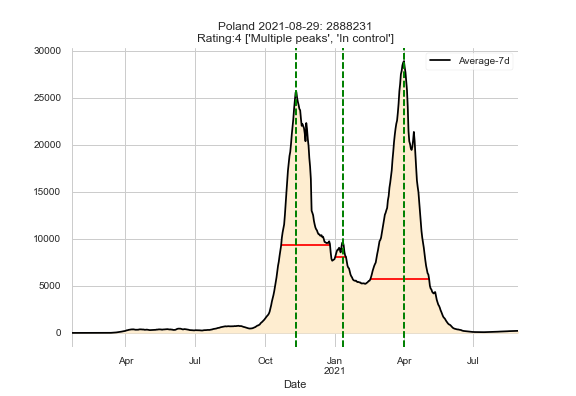 Poland 2021-08-29: 2888231
Rating:4 ['Multiple peaks', 'In control']
Average-7d
30000
25000
20000
15000
10000
5000
0
Apr Jul Oct Jan Apr Jul
2021
Date